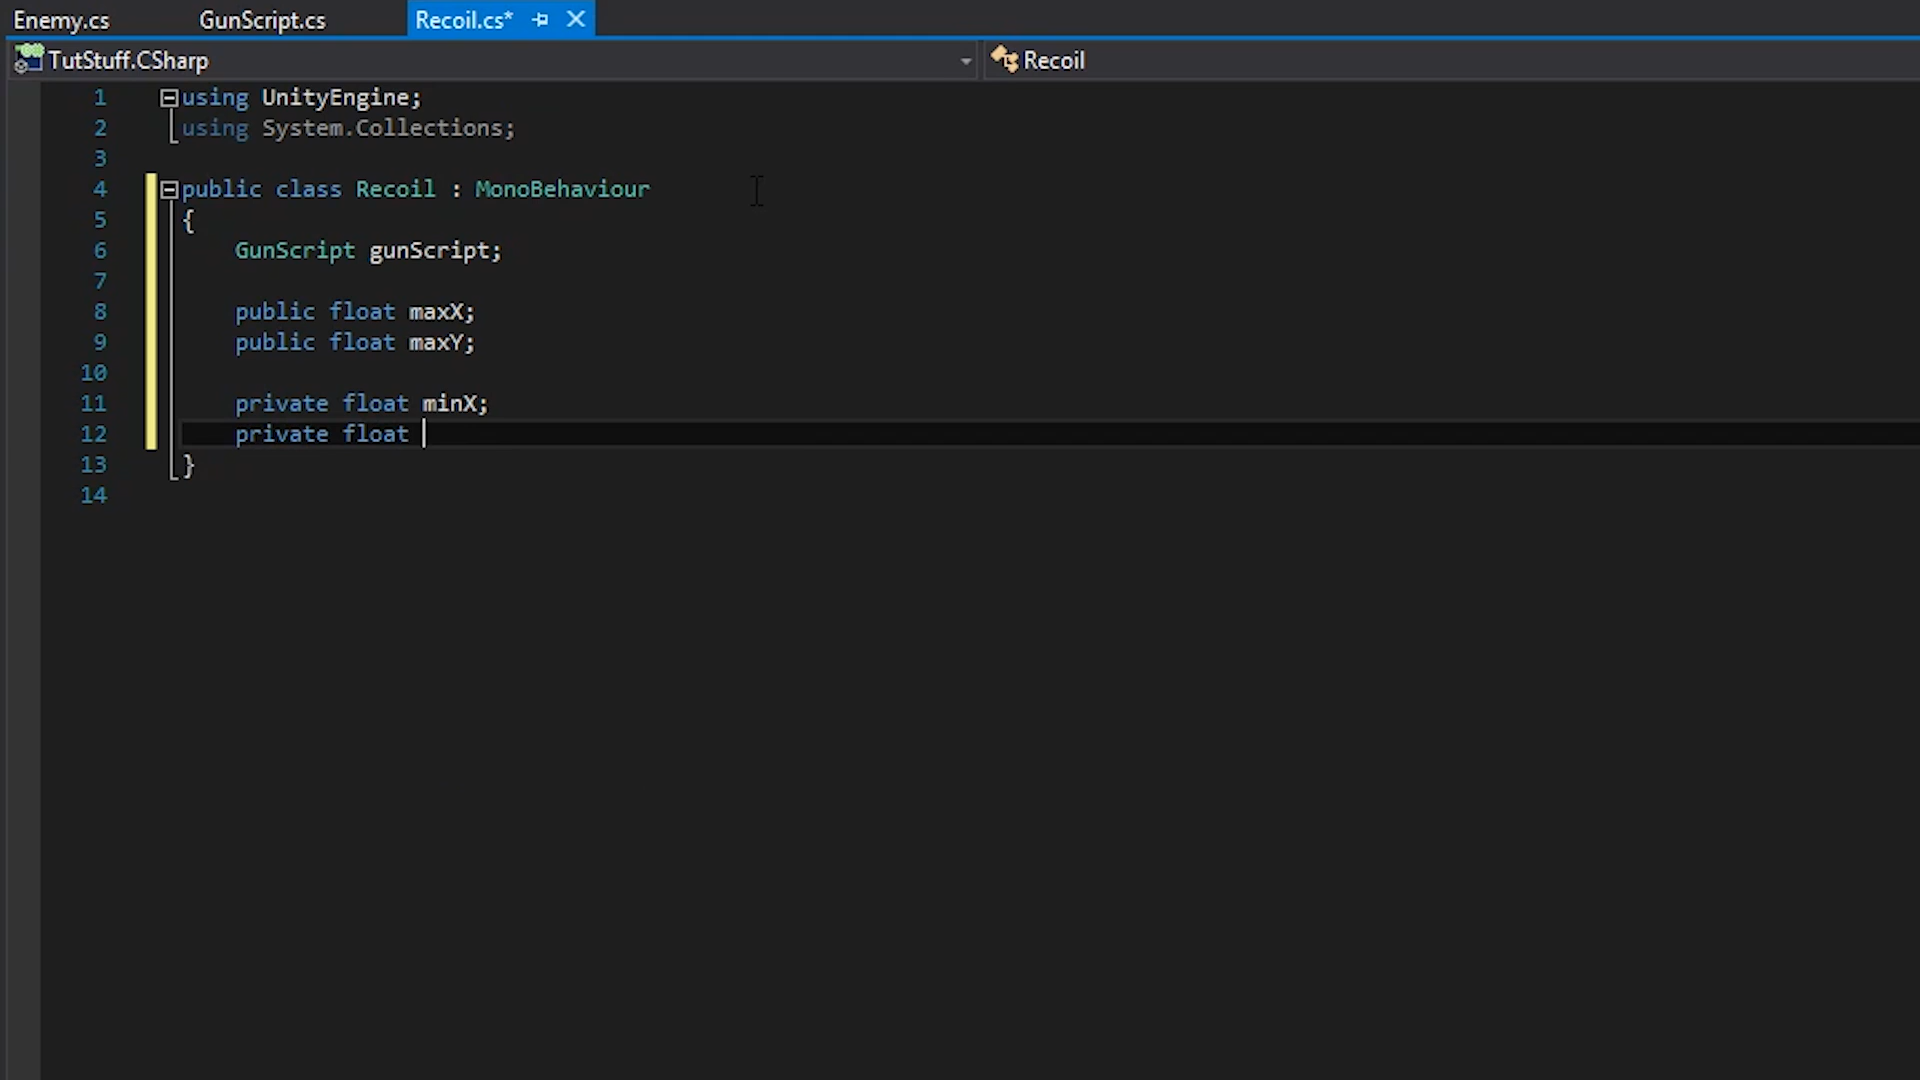 Enemy.cs GunScript.cs Recoil.cs*
TutStuff.CSharp Recoil
1 using UnityEngine;
2 using System.Collections;
3
4 public class Recoil : MonoBehaviour
5 {
6 GunScript gunScript;
7
8 public float maxX;
9 public float maxY;
10
11 private float minX;
12 private float
13 }
14